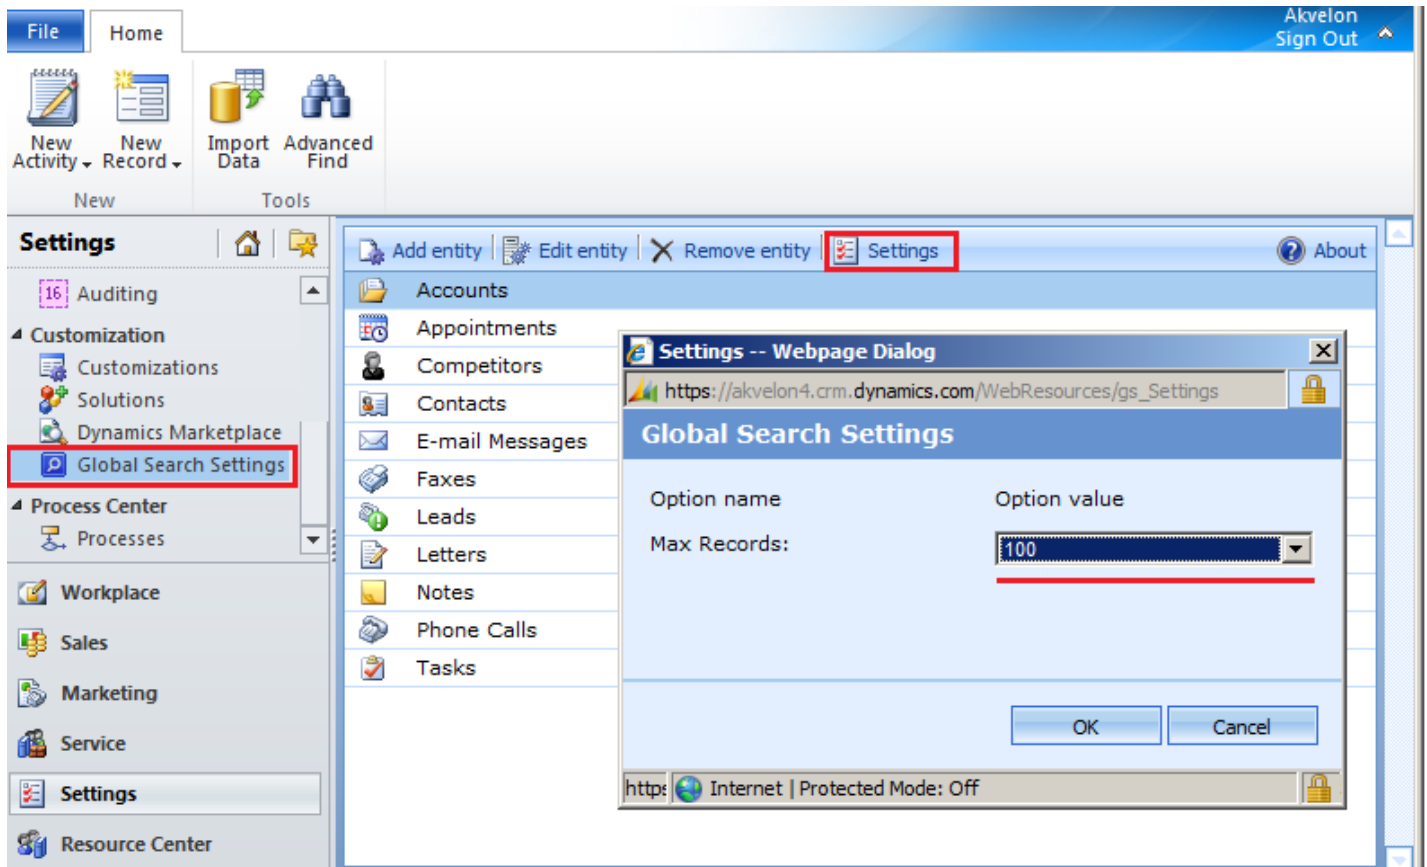 Akvelon
File Home
Sign Out
New Activity New Record Import Data Advanced Find
New Tools
Settings
Add entity Edit entity Remove entity Settings About
16 Auditing
Customization
Customizations
Solutions
Dynamics Marketplace
Global Search Settings
Process Center
Processes
Workplace
Sales
Marketing
Service
Settings
Resource Center
Accounts
Appointments
Competitors
Contacts
E-mail Messages
Faxes
Leads
Letters
Notes
Phone Calls
Tasks
Settings -- Webpage Dialog
https://akvelon4.crm.dynamics.com/WebResources/gs_Settings
Global Search Settings
Option name Option value
Max Records: 100
OK Cancel
https Internet | Protected Mode: Off